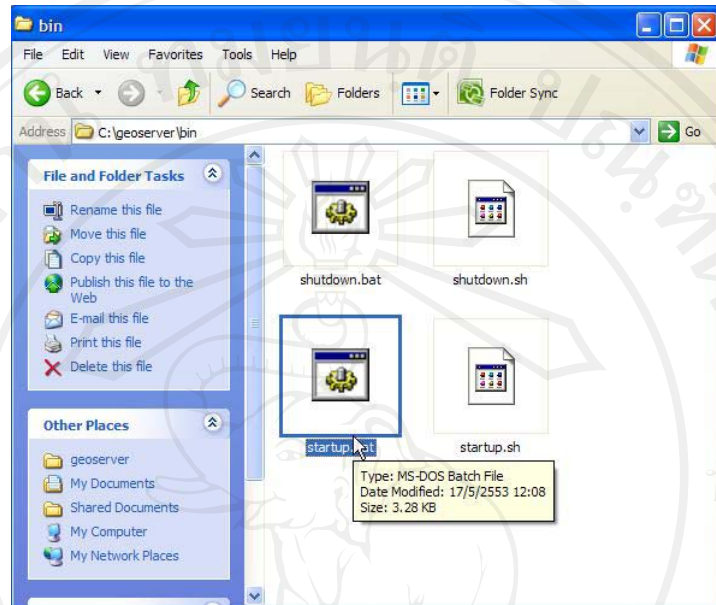 bin
File Edit View Favorites Tools Help
Back Search Folders Folder Sync
Address C:\geoserver\bin Go
File and Folder Tasks
Rename this file
Move this file
Copy this file
Publish this file to the
Web
E-mail this file
Print this file
Delete this file
Other Places
geoserver
My Documents
Shared Documents
My Computer
My Network Places
shutdown.bat shutdown.sh
startup.sh
Type: MS-DOS Batch File
Date Modified: 17/5/2553 12:08
Size: 3.28 KB